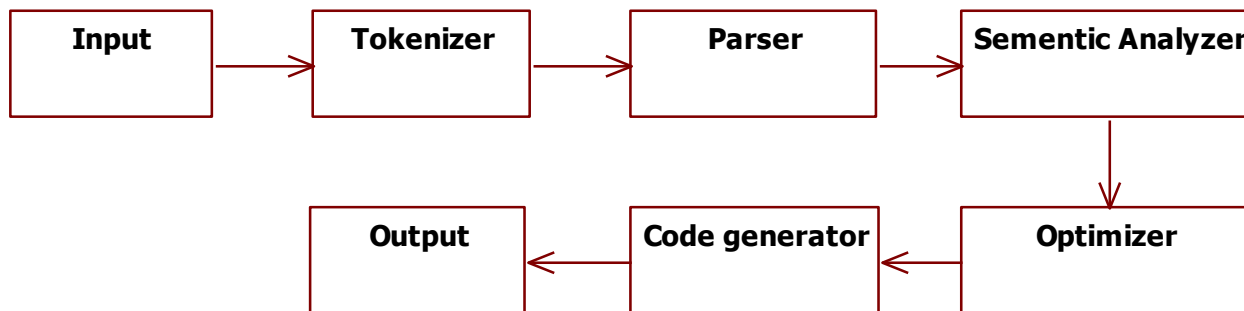 Input
Tokenizer
Parser
Sementic Analyzer
Optimizer
Code generator
Output